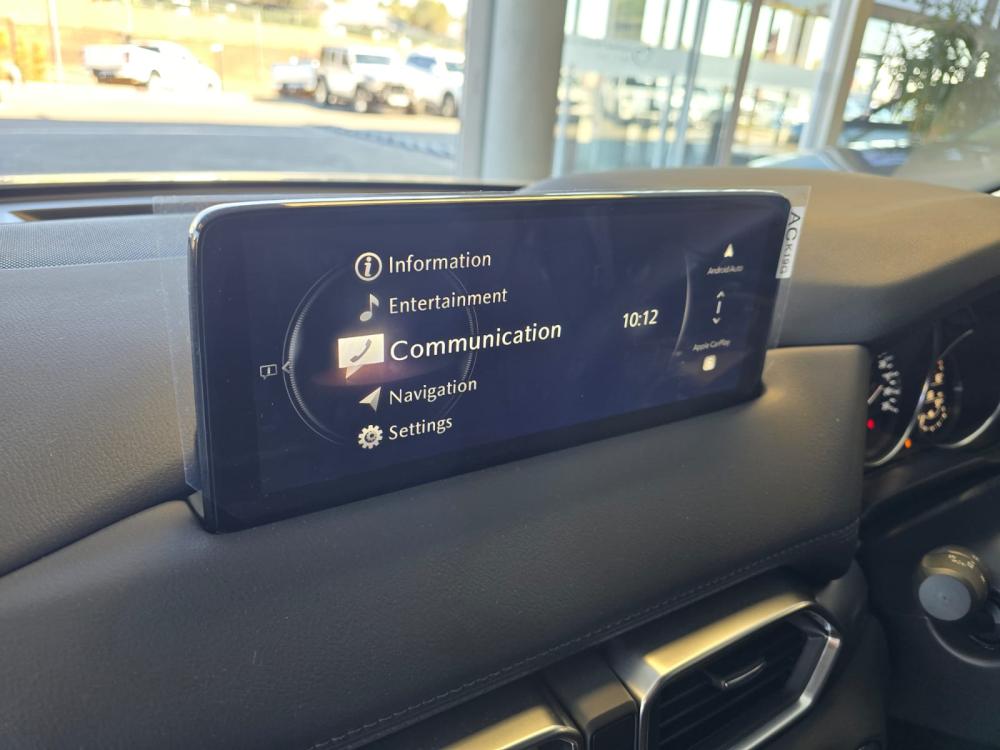 Information
Entertainment
Communication
Navigation
Settings
10:12
Android Auto
Apple CarPlay